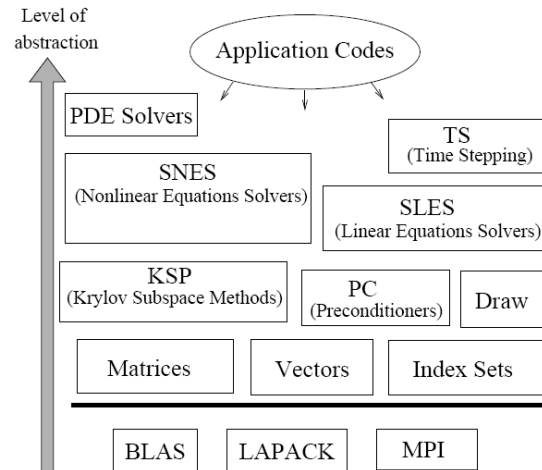 Level of
abstraction
Application Codes
PDE Solvers
TS
(Time Stepping)
SNES
(Nonlinear Equations Solvers)
SLES
(Linear Equations Solvers)
KSP
(Krylov Subspace Methods)
PC
(Preconditioners)
Draw
Matrices
Vectors
Index Sets
BLAS
LAPACK
MPI